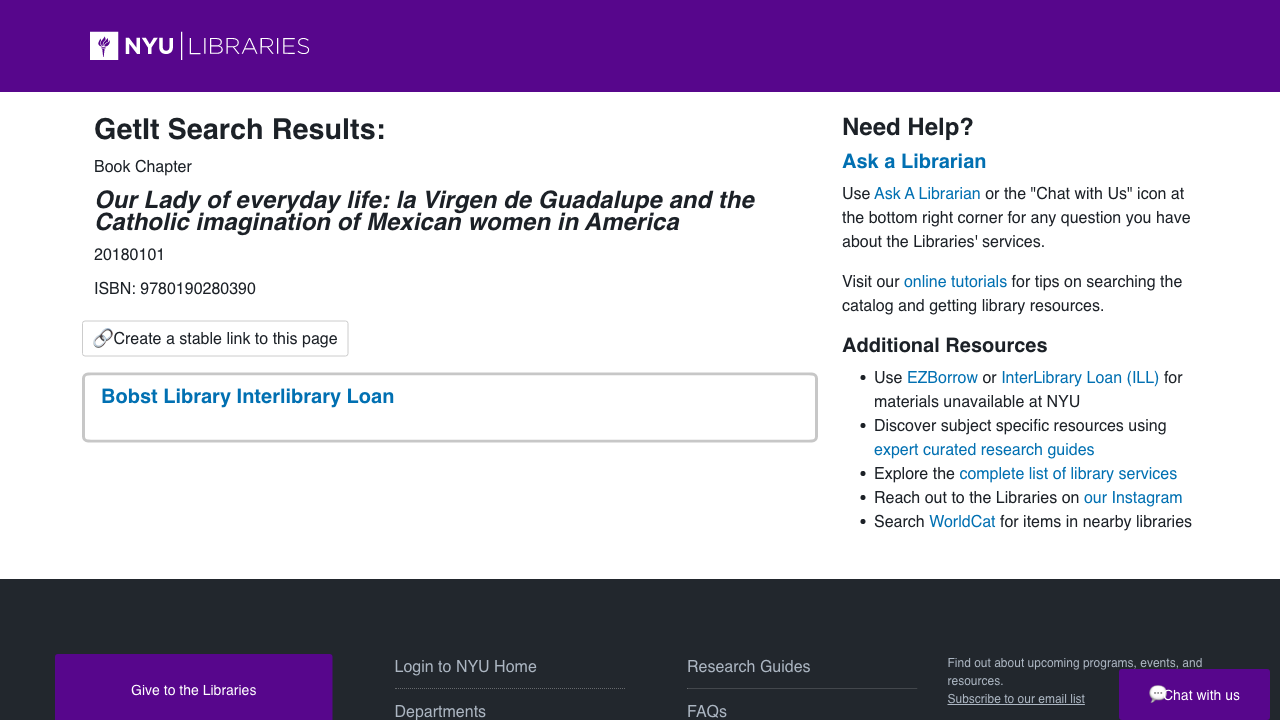 NYU LIBRARIES
GetIt Search Results:
Book Chapter
Our Lady of everyday life: la Virgen de Guadalupe and the
Catholic imagination of Mexican women in America
20180101
ISBN: 9780190280390
Create a stable link to this page
Bobst Library Interlibrary Loan
Need Help?
Ask a Librarian
Use Ask A Librarian or the "Chat with Us" icon at
the bottom right corner for any question you have
about the Libraries' services.
Visit our online tutorials for tips on searching the
catalog and getting library resources.
Additional Resources
• Use EZBorrow or InterLibrary Loan (ILL) for
materials unavailable at NYU
• Discover subject specific resources using
expert curated research guides
• Explore the complete list of library services
• Reach out to the Libraries on our Instagram
• Search WorldCat for items in nearby libraries
Give to the Libraries
Login to NYU Home
Departments
Research Guides
FAQs
Find out about upcoming programs, events, and
resources.
Subscribe to our email list
Chat with us